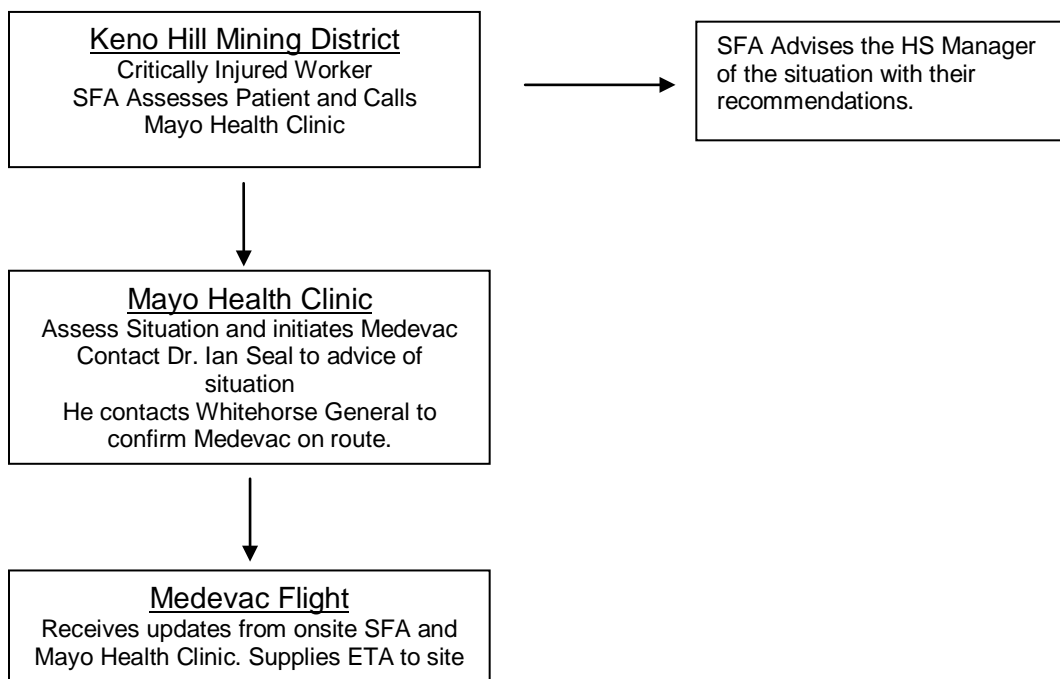 Keno Hill Mining District
Critically Injured Worker
SFA Assesses Patient and Calls
Mayo Health Clinic
SFA Advises the HS Manager
of the situation with their
recommendations.
Mayo Health Clinic
Assess Situation and initiates Medevac
Contact Dr. Ian Seal to advice of
situation
He contacts Whitehorse General to
confirm Medevac on route.
Medevac Flight
Receives updates from onsite SFA and
Mayo Health Clinic. Supplies ETA to site